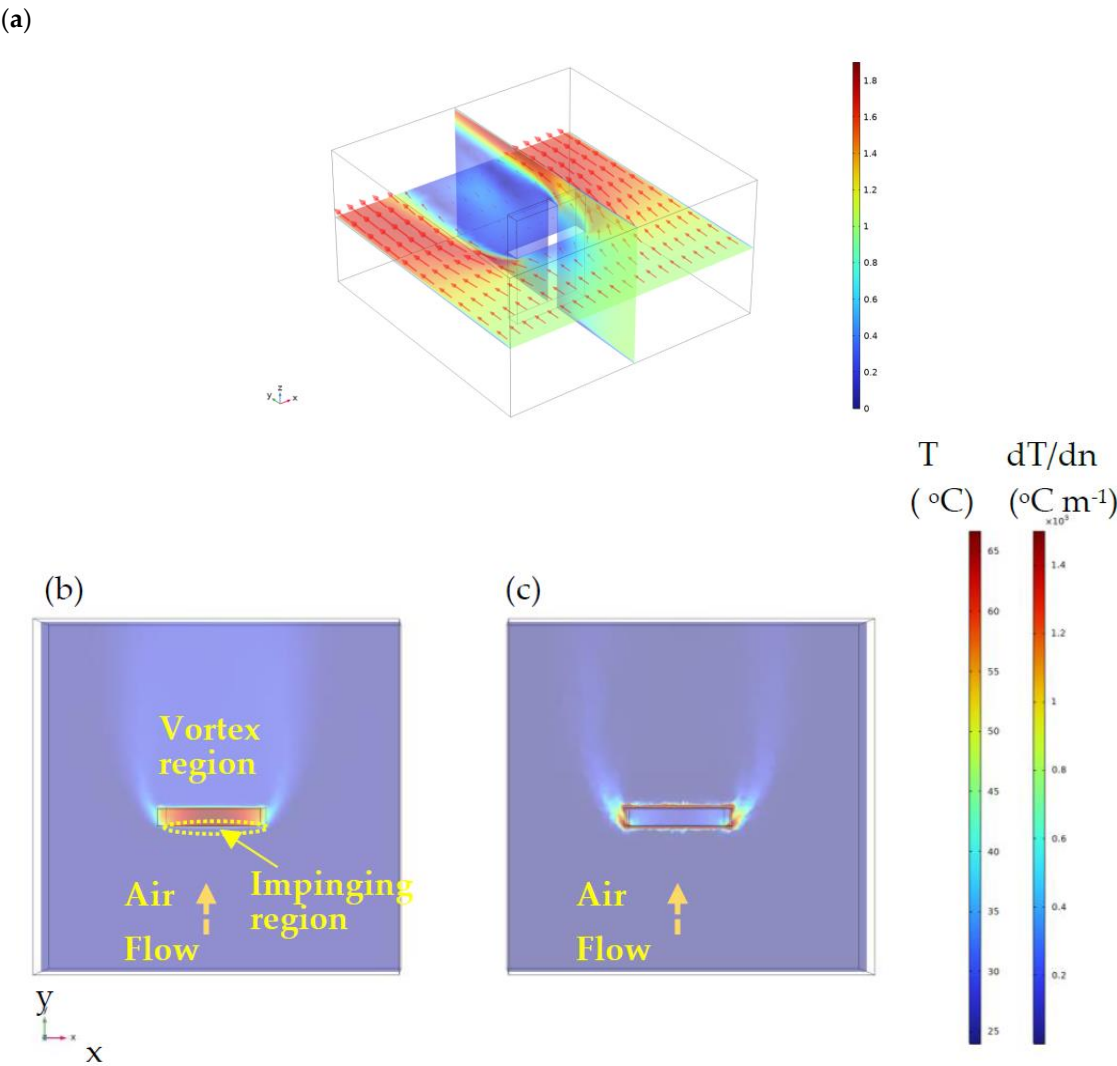 (a)
1.8
1.6
1.4
1.2
1
0.8
0.6
0.4
0.2
0
z
y
x
T
dT/dn
( °C)
(°C m-1)
×10³
65
60
55
50
45
40
35
30
25
1.4
1.2
1
0.8
0.6
0.4
0.2
(b)
Vortex
region
Impinging
region
Air
Flow
(c)
Air
Flow
y
y
x
x